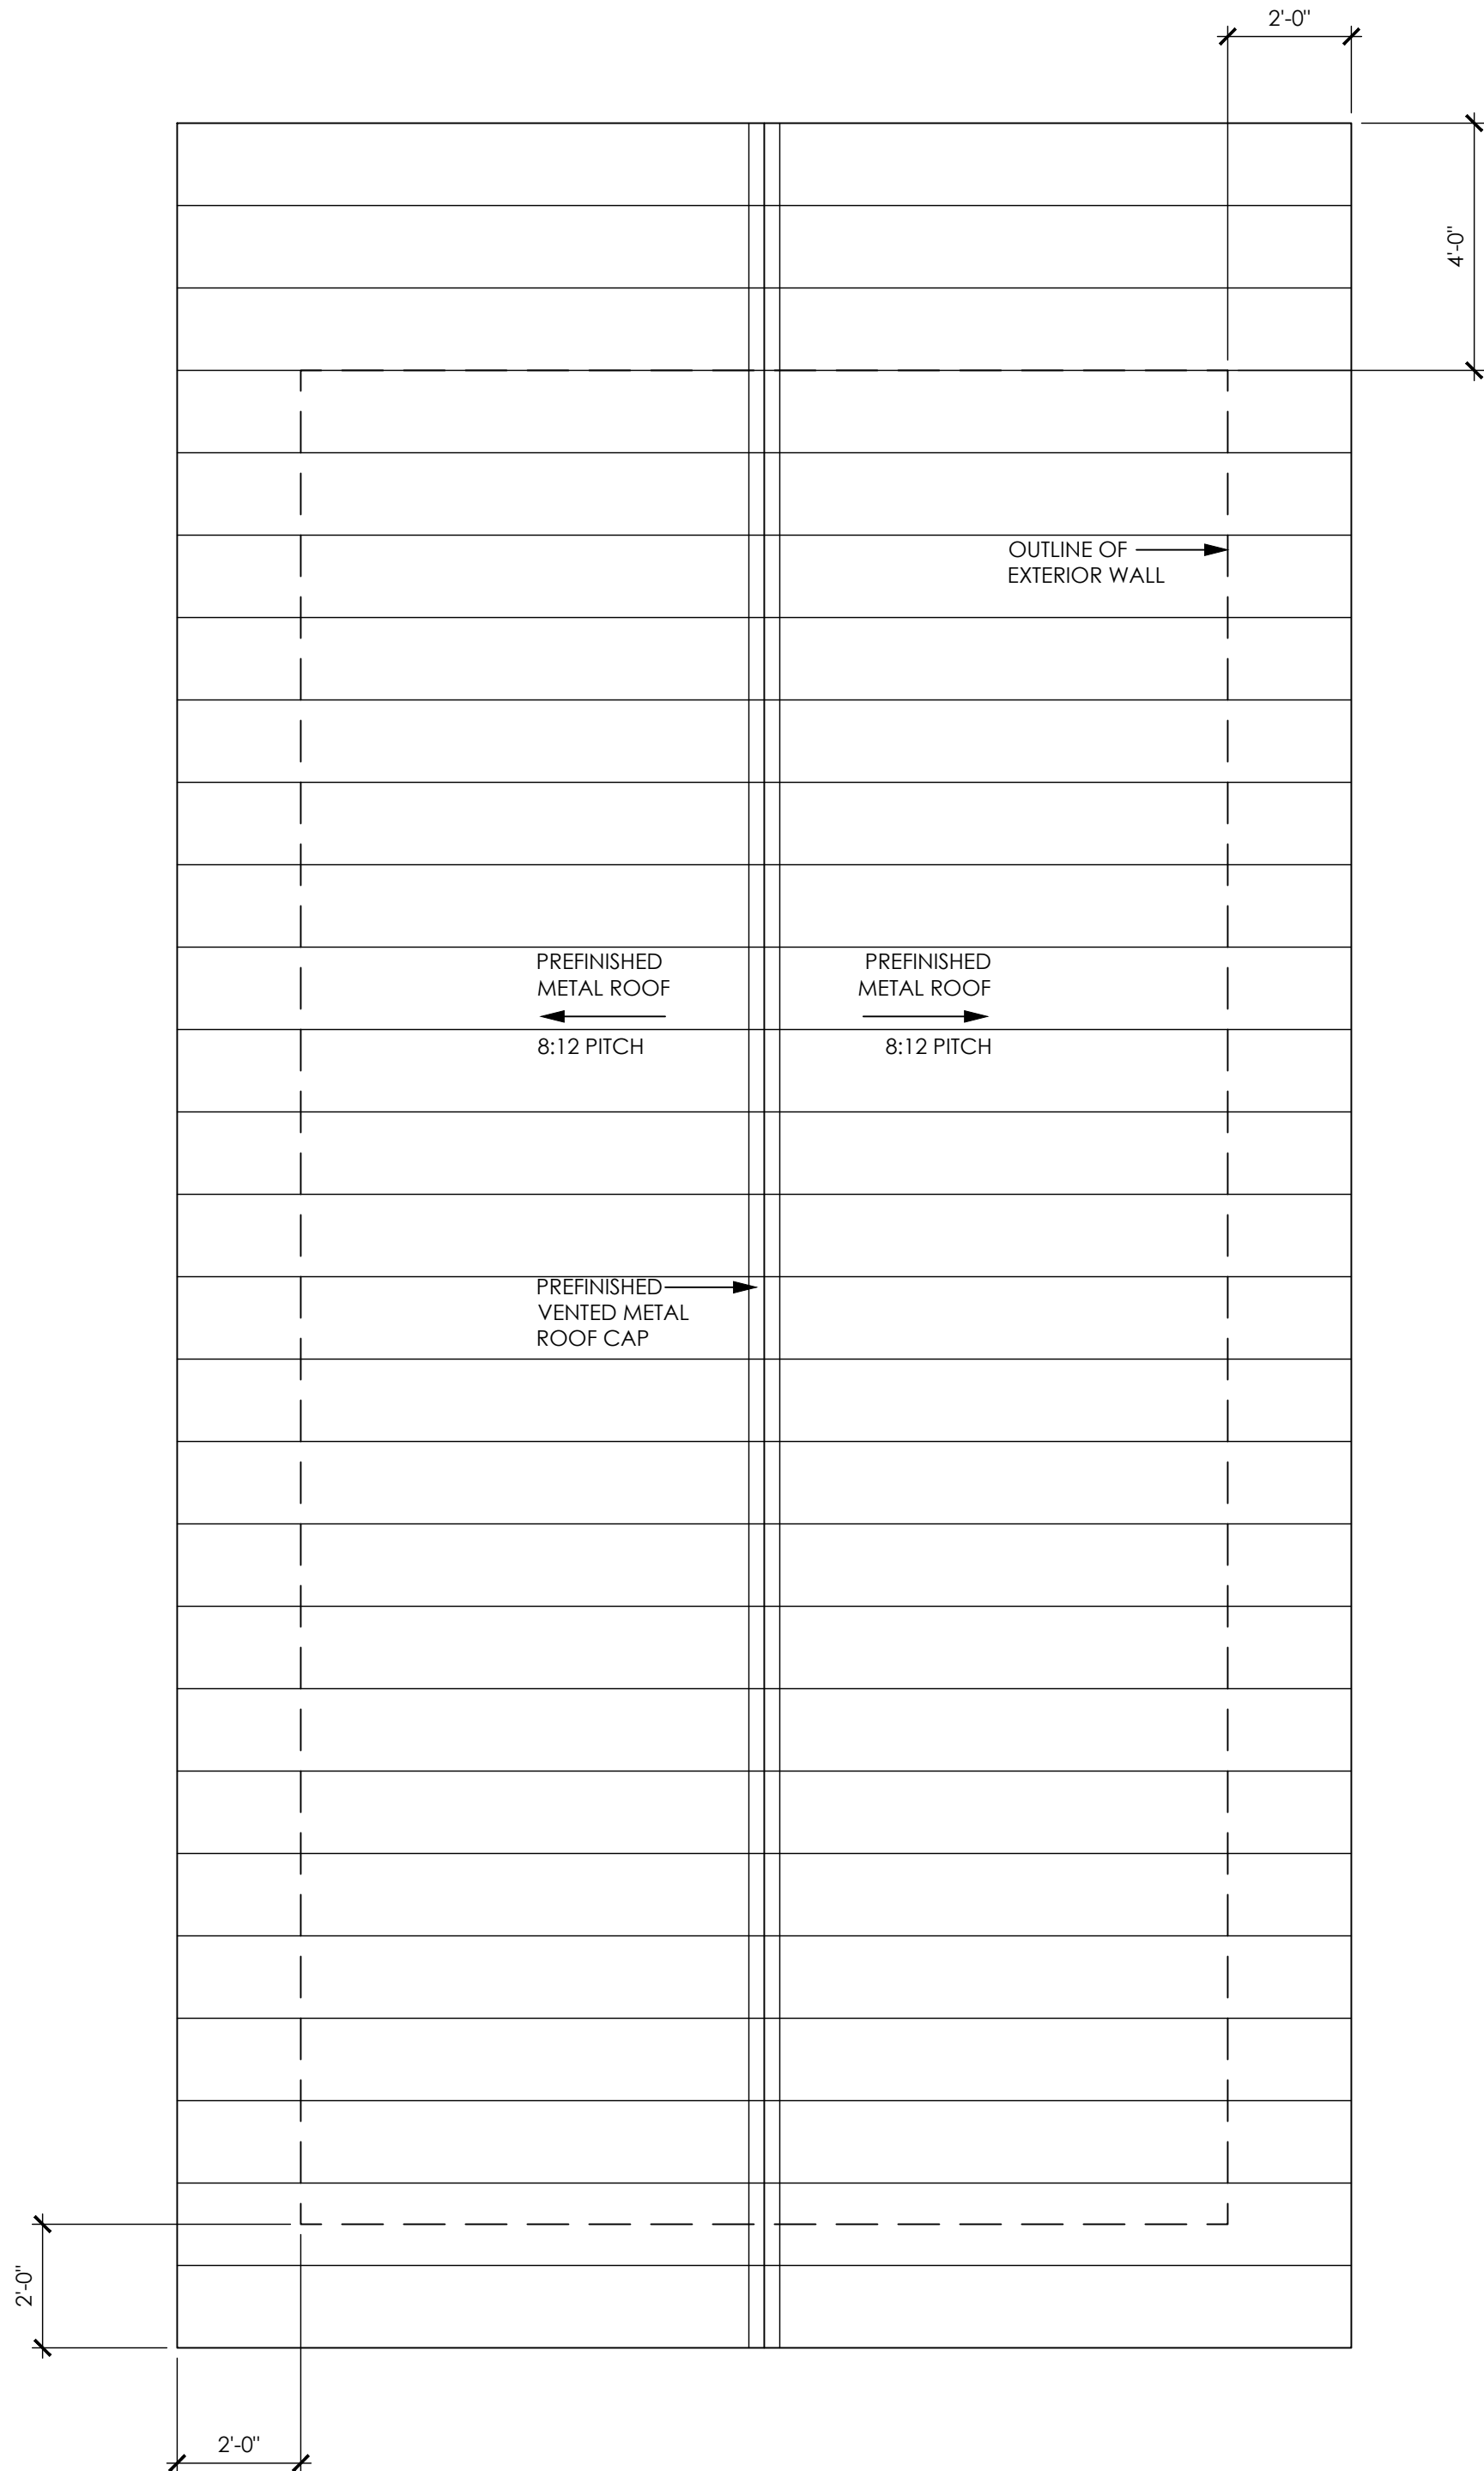 2'-0"
4'-0"
OUTLINE OF
EXTERIOR WALL
PREFINISHED
METAL ROOF
8:12 PITCH
PREFINISHED
METAL ROOF
8:12 PITCH
PREFINISHED
VENTED METAL
ROOF CAP
2'-0"
2'-0"